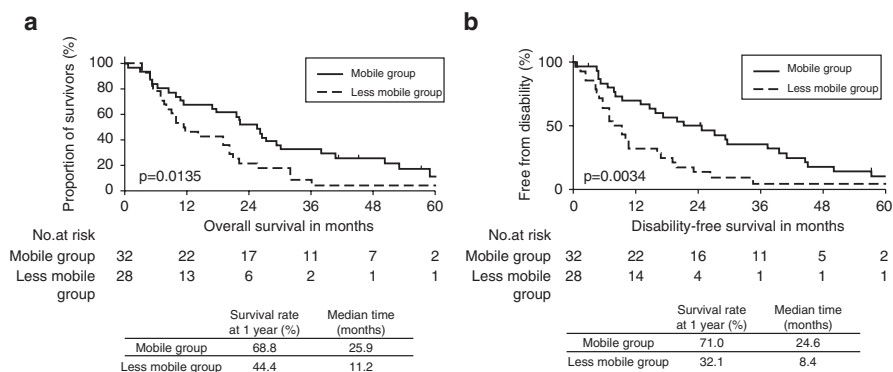 a
Proportion of survivors (%)
100
80
60
40
20
0
Mobile group
Less mobile group
p=0.0135
0 12 24 36 48 60
Overall survival in months
No.at risk
Mobile group 32 22 17 11 7 2
Less mobile 28 13 6 2 1 1
group
Survival rate Median time
at 1 year (%) (months)
Mobile group 68.8 25.9
Less mobile group 44.4 11.2
b
Free from disability (%)
100
50
0
Mobile group
Less mobile group
p=0.0034
0 12 24 36 48 60
Disability-free survival in months
No.at risk
Mobile group 32 22 16 11 5 2
Less mobile 28 14 4 1 1 1
group
Survival rate Median time
at 1 year (%) (months)
Mobile group 71.0 24.6
Less mobile group 32.1 8.4